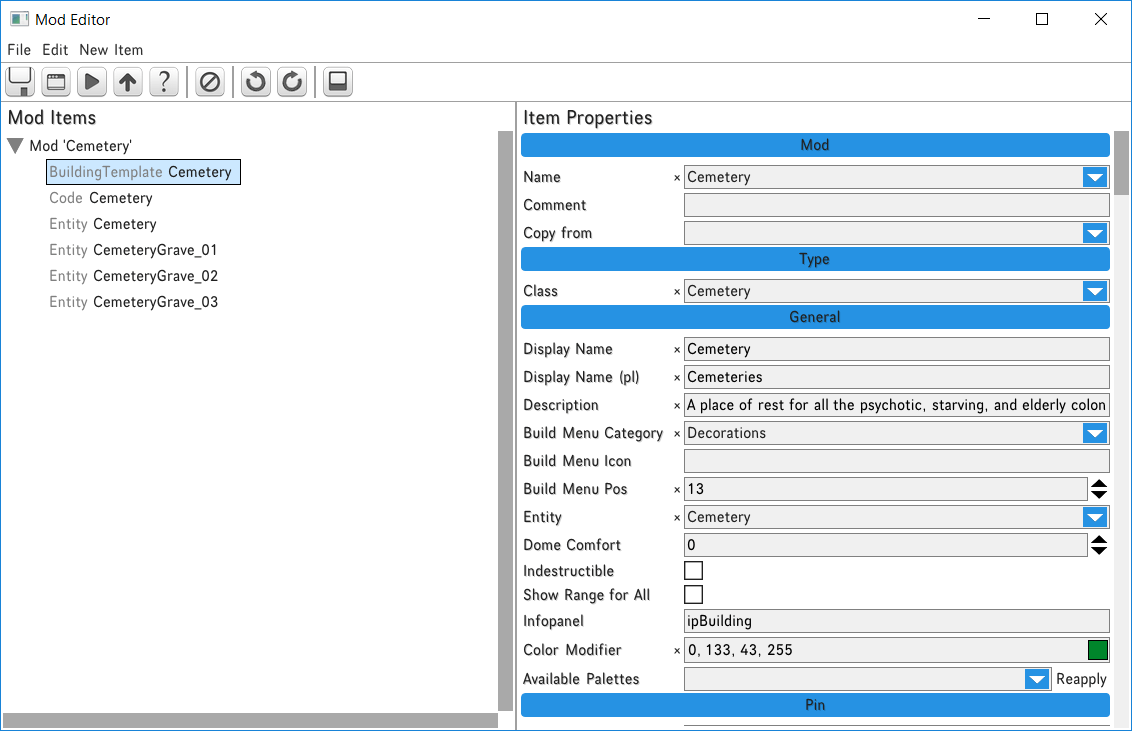 Mod Editor
File Edit New Item
Mod Items
Mod 'Cemetery'
BuildingTemplate Cemetery
Code Cemetery
Entity Cemetery
Entity CemeteryGrave_01
Entity CemeteryGrave_02
Entity CemeteryGrave_03
Item Properties
Mod
Name × Cemetery
Comment
Copy from
Type
Class × Cemetery
General
Display Name × Cemetery
Display Name (pl) × Cemeteries
Description × A place of rest for all the psychotic, starving, and elderly colon
Build Menu Category × Decorations
Build Menu Icon
Build Menu Pos × 13
Entity × Cemetery
Dome Comfort 0
Indestructible
Show Range for All
Infopanel ipBuilding
Color Modifier × 0, 133, 43, 255
Available Palettes Reapply
Pin